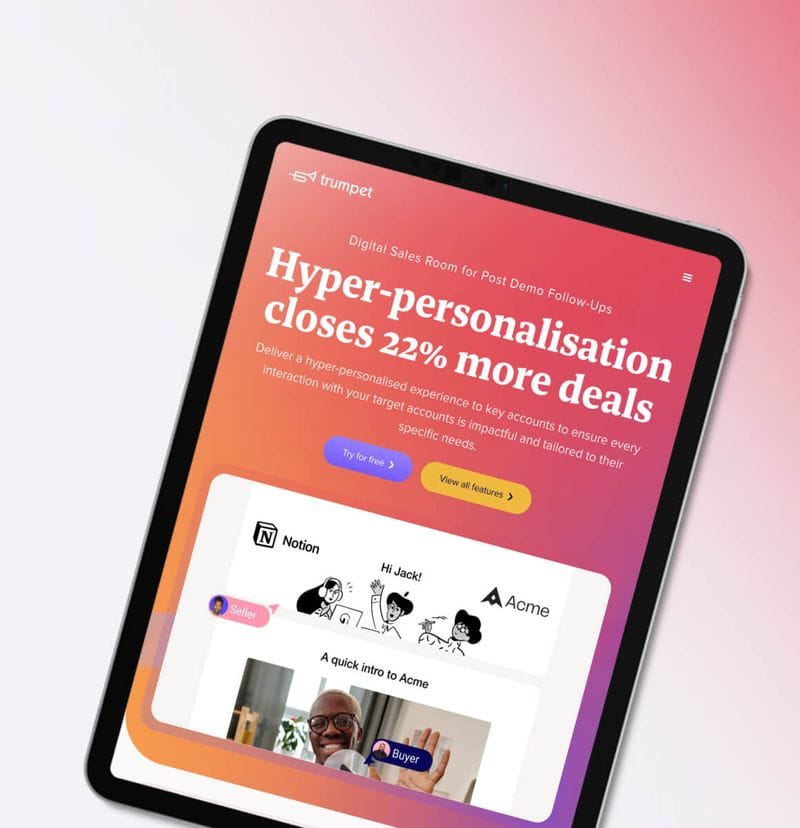 trumpet
Digital Sales Room for Post Demo Follow-Ups
Hyper-personalisation
closes 22% more deals
Deliver a hyper-personalised experience to key accounts to ensure every
interaction with your target accounts is impactful and tailored to their
specific needs.
Try for free
View all features
N Notion
Hi Jack!
Acme
Seller
A quick intro to Acme
Buyer